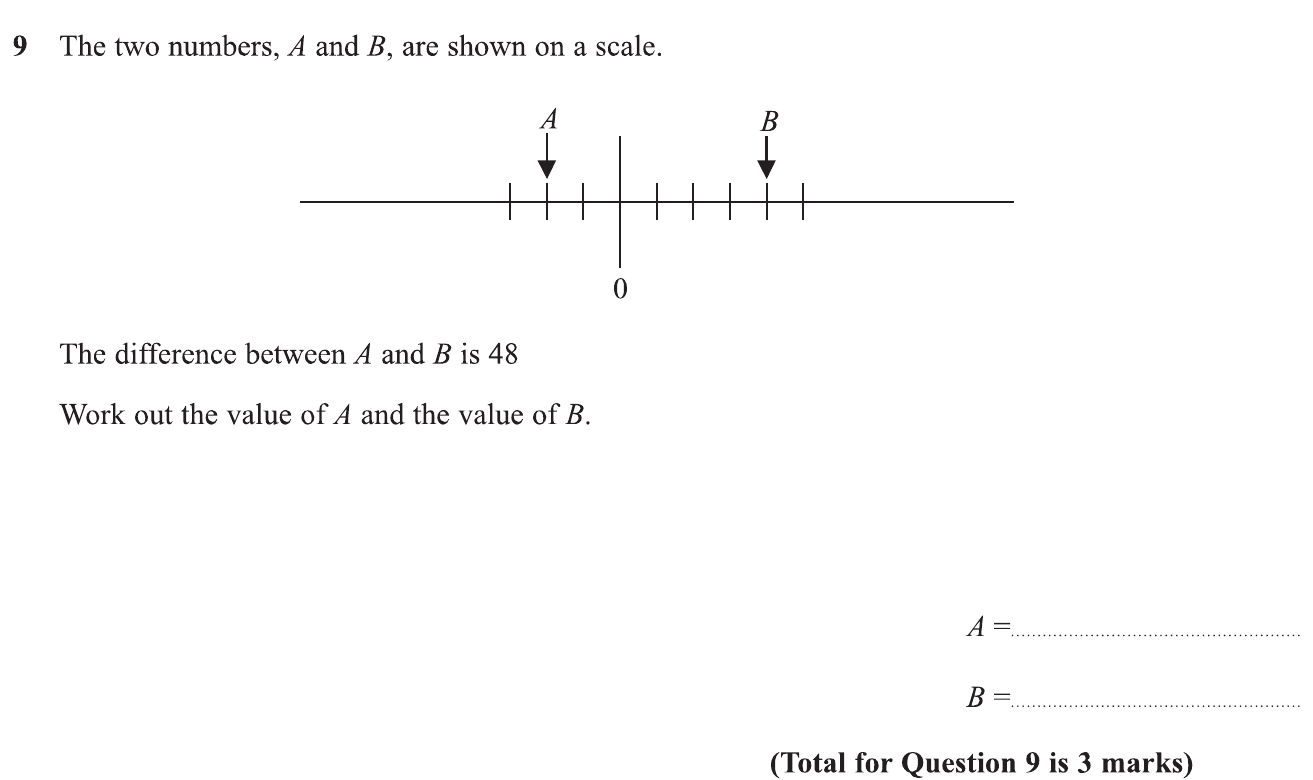 9 The two numbers, A and B, are shown on a scale.
A B
0
The difference between A and B is 48
Work out the value of A and the value of B.
A =........................................................
B =........................................................
(Total for Question 9 is 3 marks)